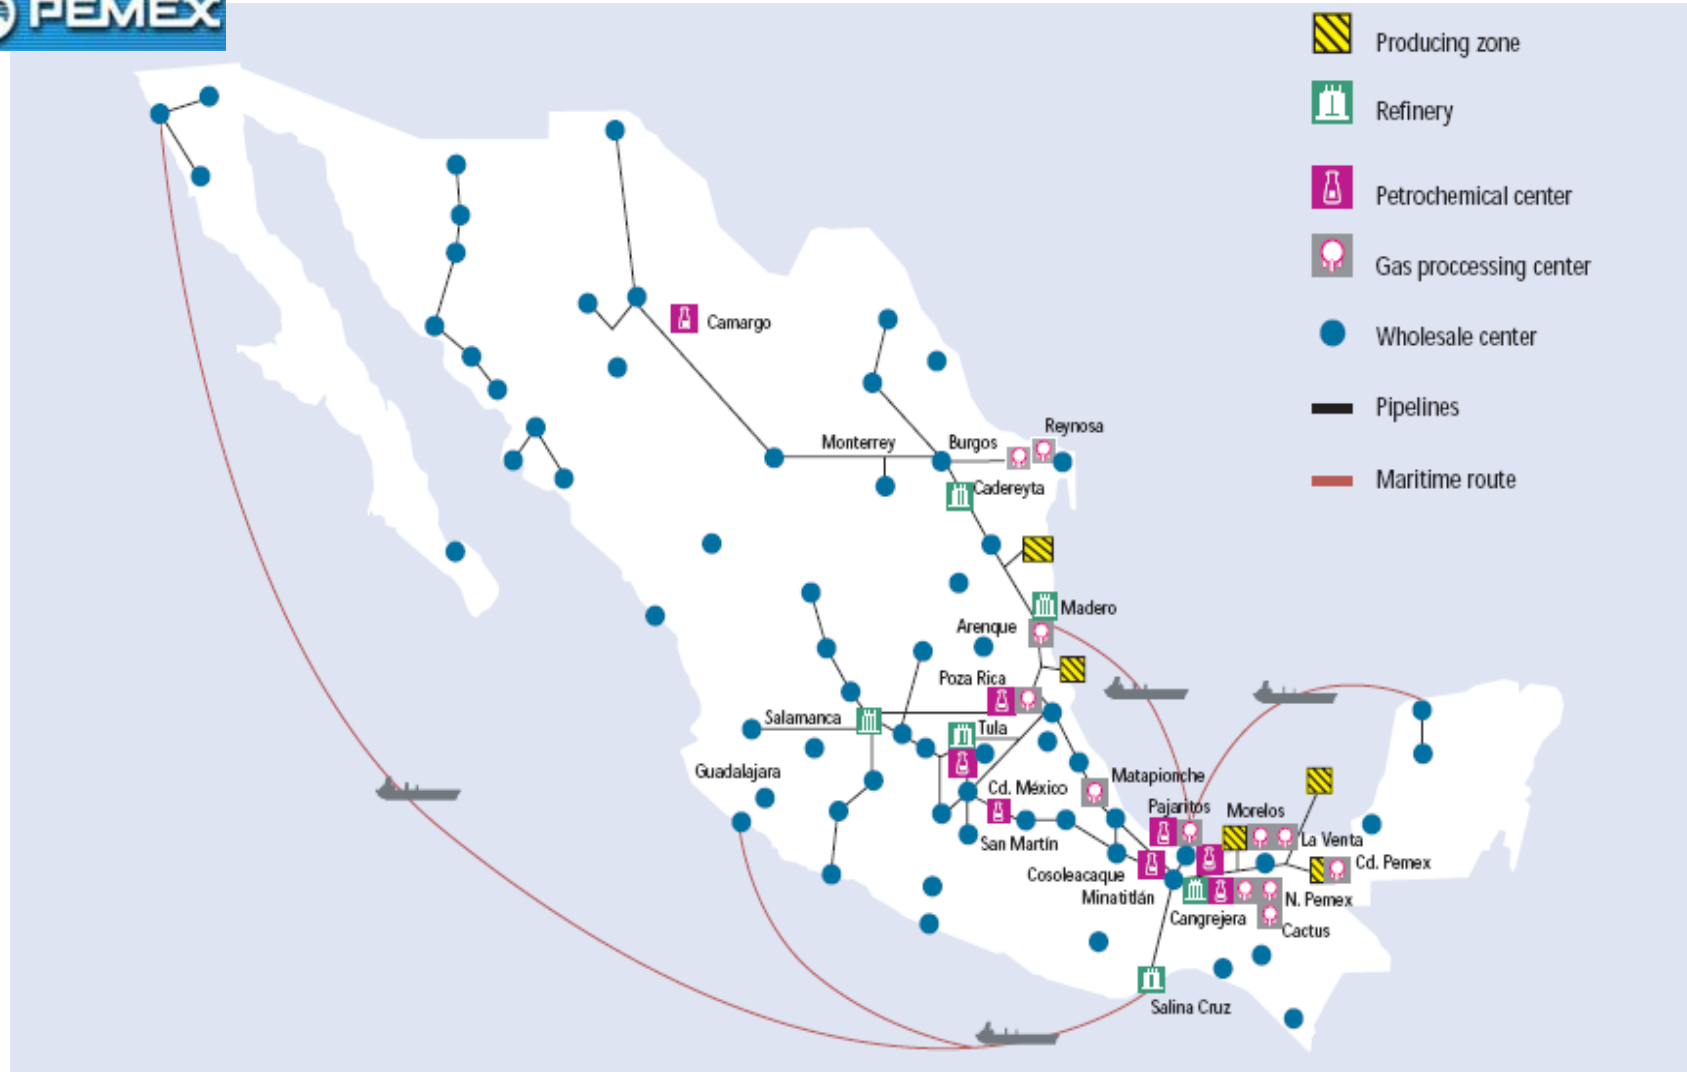 PEMEX
Producing zone
Refinery
Petrochemical center
Gas proccessing center
Wholesale center
Pipelines
Maritime route
Camargo
Reynosa
Monterrey
Burgos
Cadereyta
Madero
Arenque
Poza Rica
Salamanca
Tula
Guadalajara
Matapionche
Cd. México
Pajaritos
Morelos
San Martín
La Venta
Cd. Pemex
Cosoleacaque
Minatitlán
N. Pemex
Cangrejera
Cactus
Salina Cruz